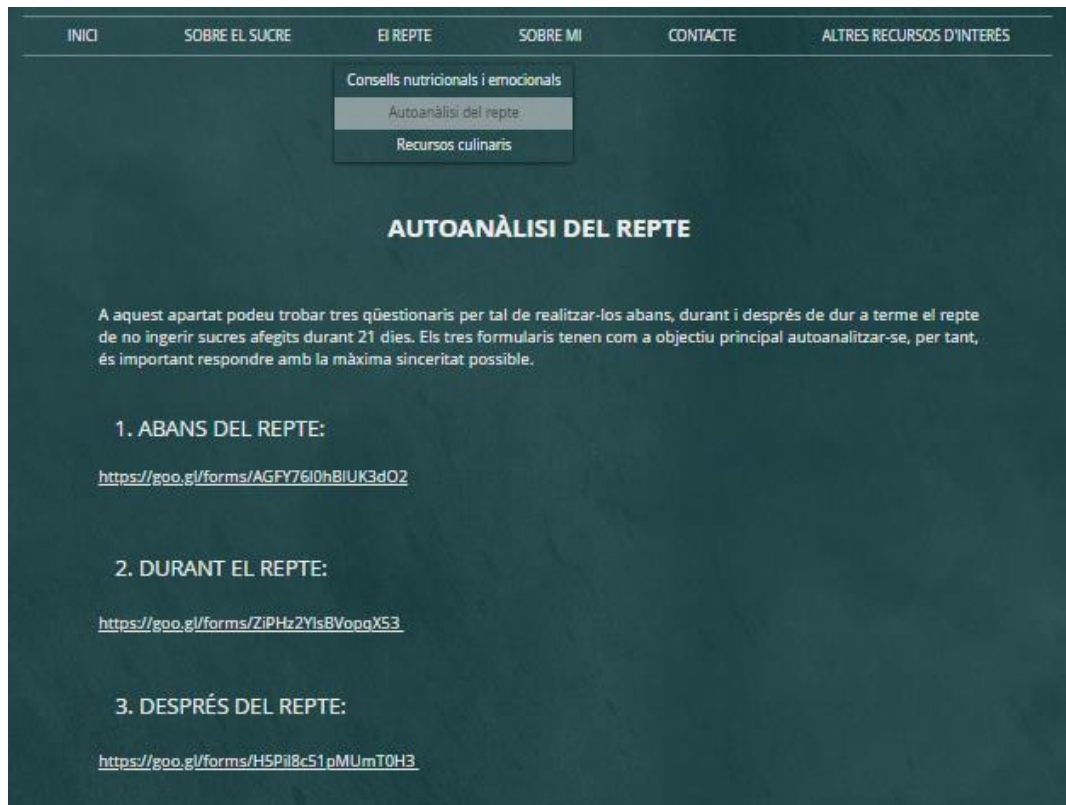 INICI SOBRE EL SUCRE El REPTE SOBRE MI CONTACTE ALTRES RECURSOS D'INTERÈS
Consells nutricionals i emocionals
Autoanàlisi del repte
Recursos culinaris
AUTOANÀLISI DEL REPTE
A aquest apartat podeu trobar tres qüestionaris per tal de realitzar-los abans, durant i després de dur a terme el repte
de no ingerir sucres afegits durant 21 dies. Els tres formularis tenen com a objectiu principal autoanalitzar-se, per tant,
és important respondre amb la màxima sinceritat possible.
1. ABANS DEL REPTE:
https://goo.gl/forms/AGFY76l0hBlUK3dO2
2. DURANT EL REPTE:
https://goo.gl/forms/ZiPHz2YlsBVopqX53
3. DESPRÉS DEL REPTE:
https://goo.gl/forms/H5Pil8c51pMUmT0H3